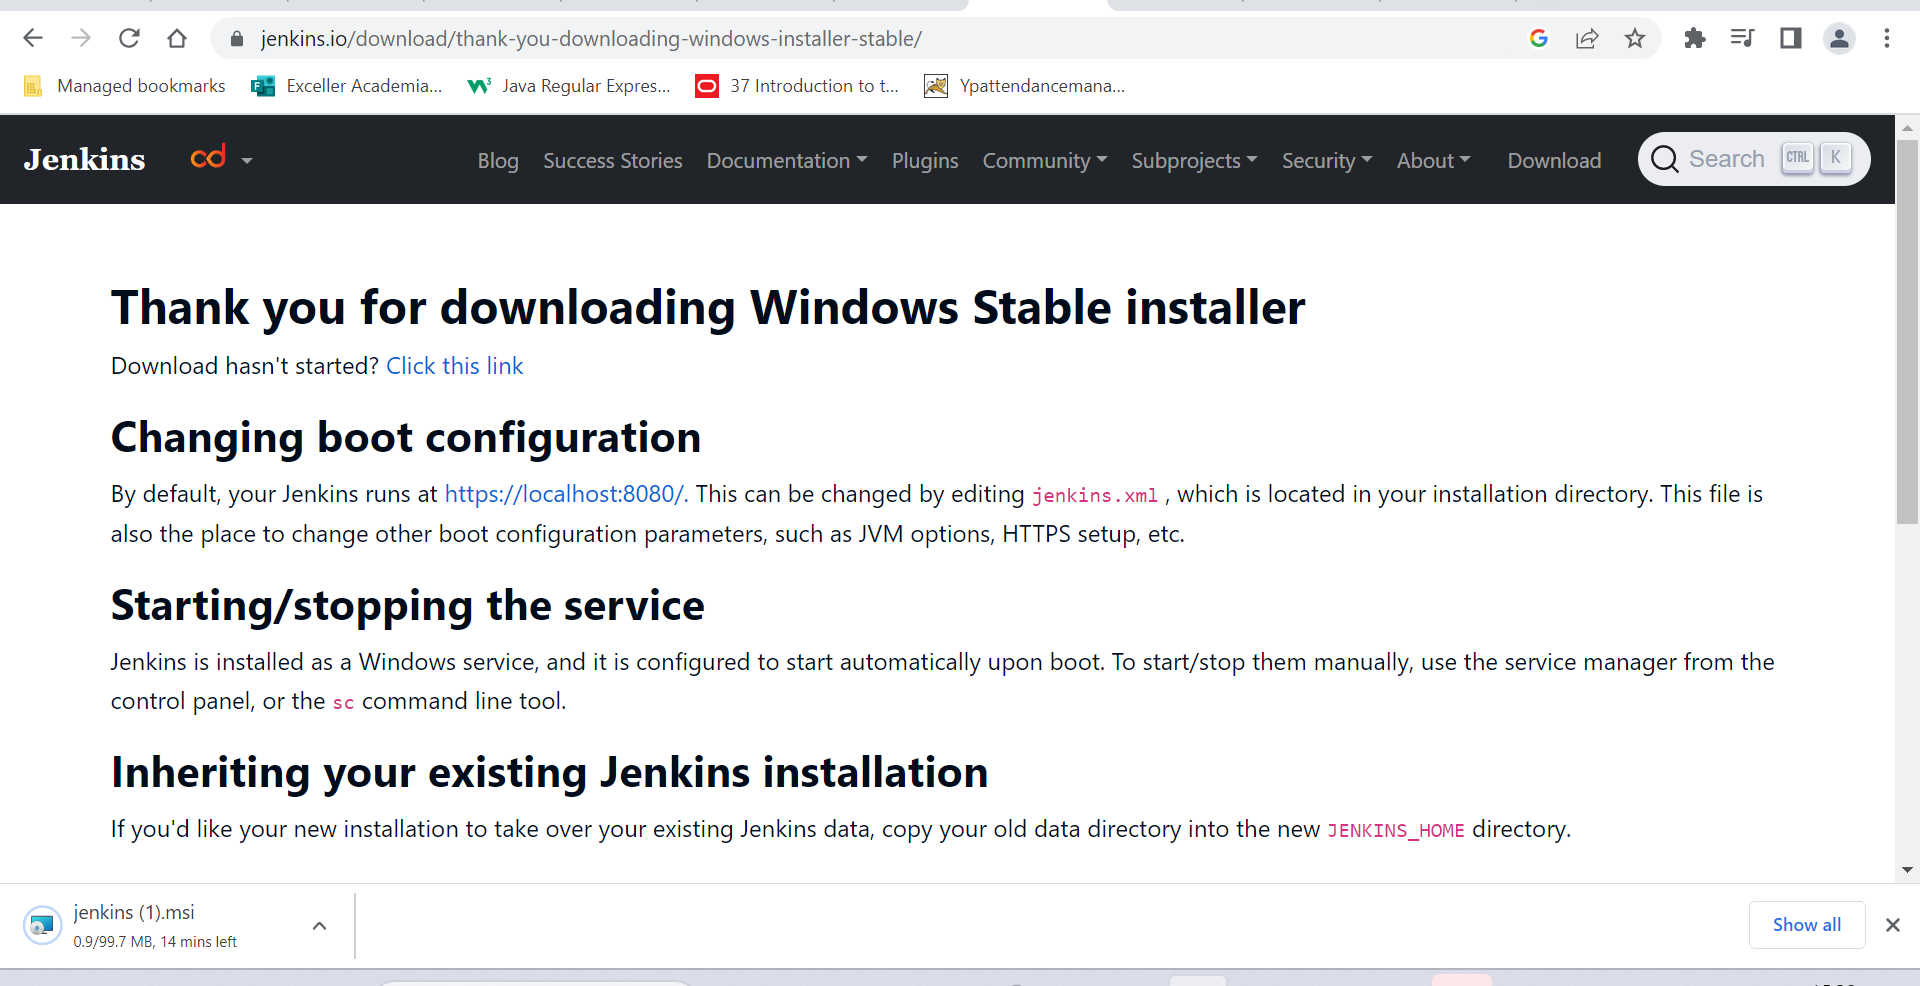 jenkins.io/download/thank-you-downloading-windows-installer-stable/
Managed bookmarks Exceller Academia... Java Regular Expres... 37 Introduction to t... Ypattendancemana...
Jenkins cd Blog Success Stories Documentation Plugins Community Subprojects Security About Download Search CTRL K
Thank you for downloading Windows Stable installer
Download hasn't started? Click this link
Changing boot configuration
By default, your Jenkins runs at https://localhost:8080/. This can be changed by editing jenkins.xml , which is located in your installation directory. This file is
also the place to change other boot configuration parameters, such as JVM options, HTTPS setup, etc.
Starting/stopping the service
Jenkins is installed as a Windows service, and it is configured to start automatically upon boot. To start/stop them manually, use the service manager from the
control panel, or the sc command line tool.
Inheriting your existing Jenkins installation
If you'd like your new installation to take over your existing Jenkins data, copy your old data directory into the new JENKINS_HOME directory.
jenkins (1).msi
0.9/99.7 MB, 14 mins left
Show all